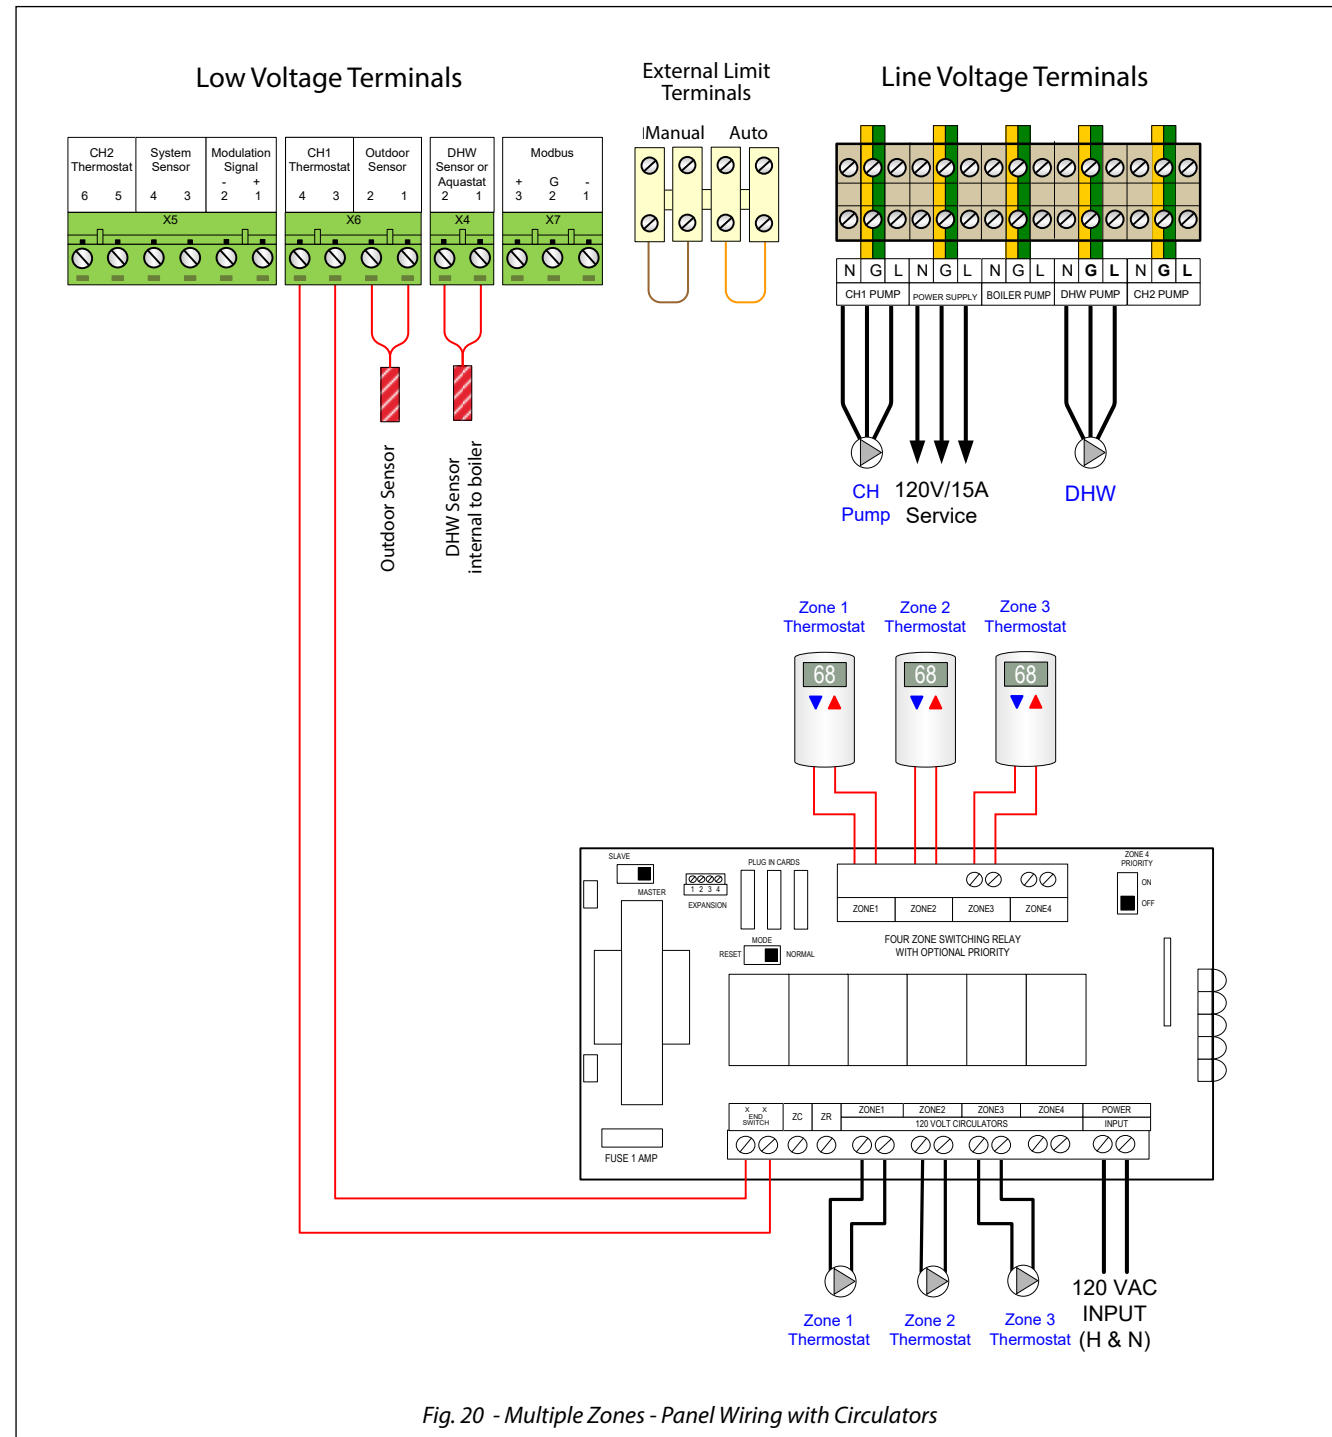 Low Voltage Terminals
External Limit
Terminals
Line Voltage Terminals
Manual Auto
CH2
Thermostat
6 5
System
Sensor
4 3
Modulation
Signal
- +
2 1
X5
CH1
Thermostat
4 3
Outdoor
Sensor
2 1
X6
DHW
Sensor or
Aquastat
2 1
X4
Modbus
+ G -
3 2 1
X7
N G L N G L N G L N G L N G L
CH1 PUMP POWER SUPPLY BOILER PUMP DHW PUMP CH2 PUMP
Outdoor Sensor
DHW Sensor
internal to boiler
CH
Pump
120V/15A
Service
DHW
Zone 1
Thermostat
Zone 2
Thermostat
Zone 3
Thermostat
68 68 68
SLAVE
MASTER
1 2 3 4
EXPANSION
PLUG IN CARDS
ZONE1 ZONE2 ZONE3 ZONE4
ZONE 4
PRIORITY
ON
OFF
MODE
RESET NORMAL
FOUR ZONE SWITCHING RELAY
WITH OPTIONAL PRIORITY
X X
END
SWITCH
ZC ZR
ZONE1 ZONE2 ZONE3 ZONE4
120 VOLT CIRCULATORS
POWER
INPUT
FUSE 1 AMP
Zone 1
Thermostat
Zone 2
Thermostat
Zone 3
Thermostat
120 VAC
INPUT
(H & N)
Fig. 20 - Multiple Zones - Panel Wiring with Circulators